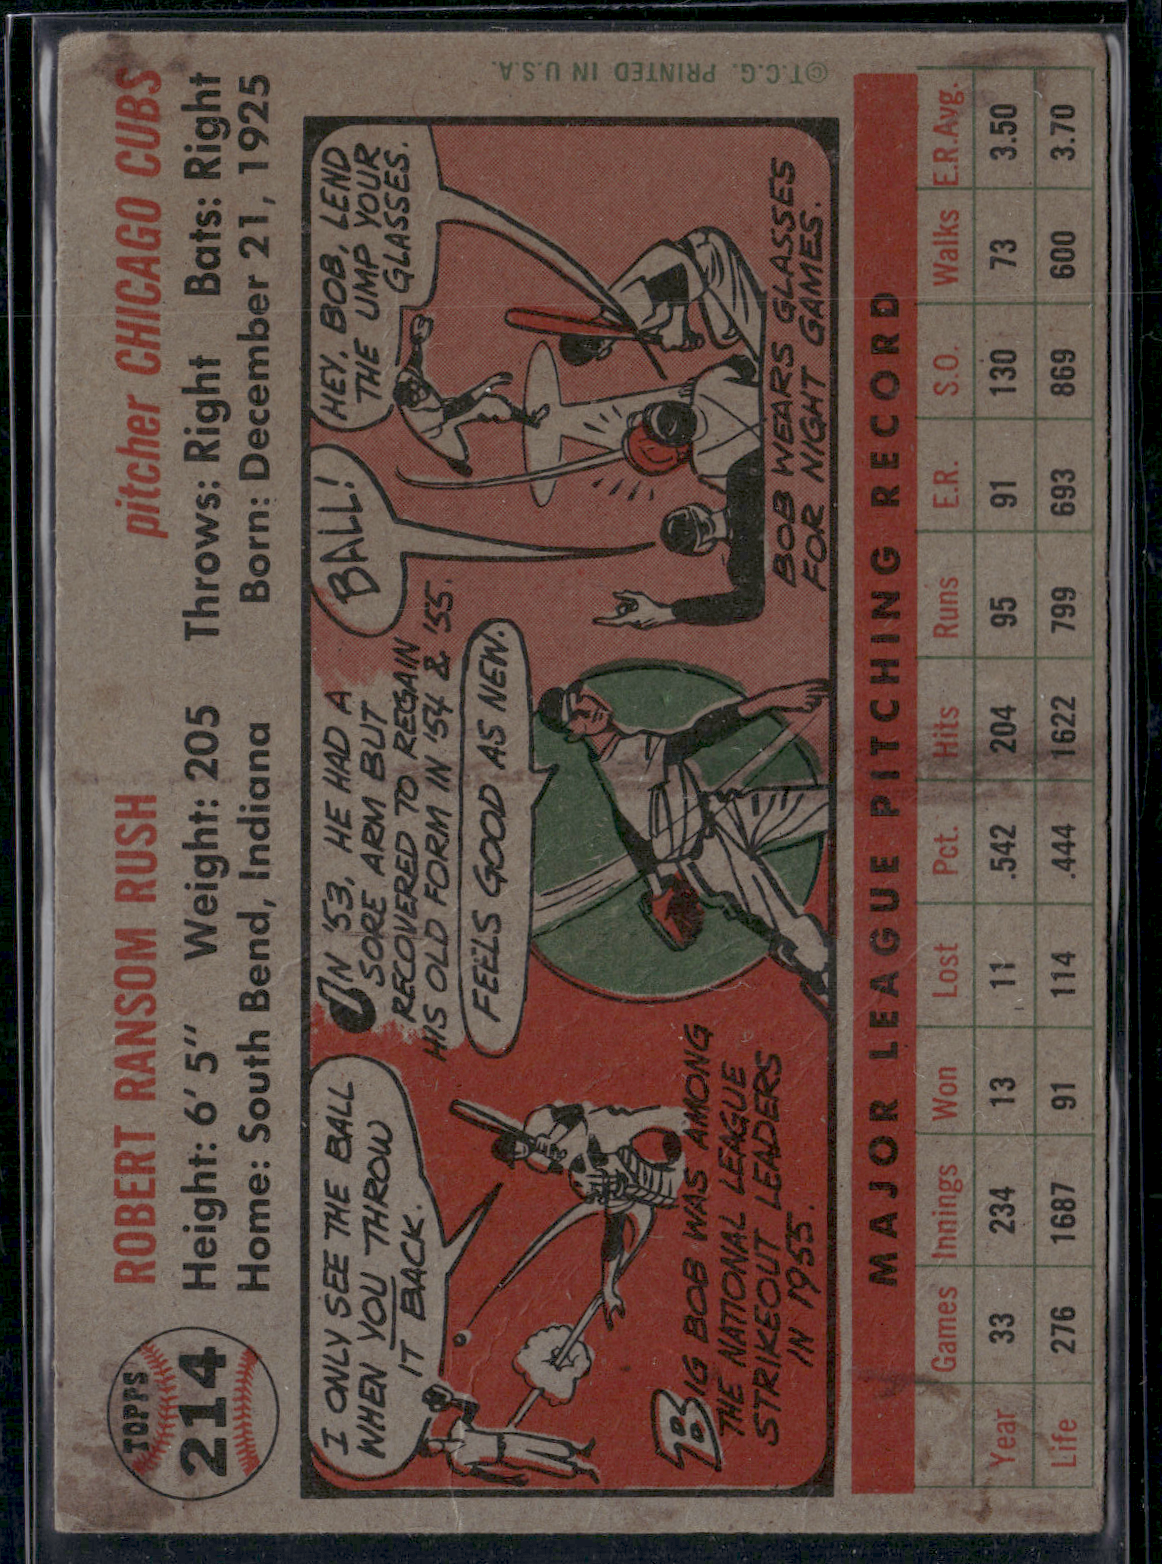 TOPPS
214
ROBERT RANSOM RUSH
pitcher CHICAGO CUBS
Height: 6' 5" Weight: 205 Throws: Right Bats: Right
Home: South Bend, Indiana Born: December 21, 1925
I ONLY SEE THE BALL
WHEN YOU THROW
IT BACK.
BIG BOB WAS AMONG
THE NATIONAL LEAGUE
STRIKEOUT LEADERS
IN 1955.
IN '53, HE HAD A
SORE ARM BUT
RECOVERED TO REGAIN
HIS OLD FORM IN '54 & '55.
FEELS GOOD AS NEW.
BALL!
HEY, BOB, LEND
THE UMP YOUR
GLASSES.
BOB WEARS GLASSES
FOR NIGHT GAMES.
©T.C.G. PRINTED IN U.S.A.
MAJOR LEAGUE PITCHING RECORD
Games Innings Won Lost Pct. Hits Runs E.R. S.O. Walks E.R.Avg.
Year 33 234 13 11 .542 204 95 91 130 73 3.50
Life 276 1687 91 114 .444 1622 799 693 869 600 3.70